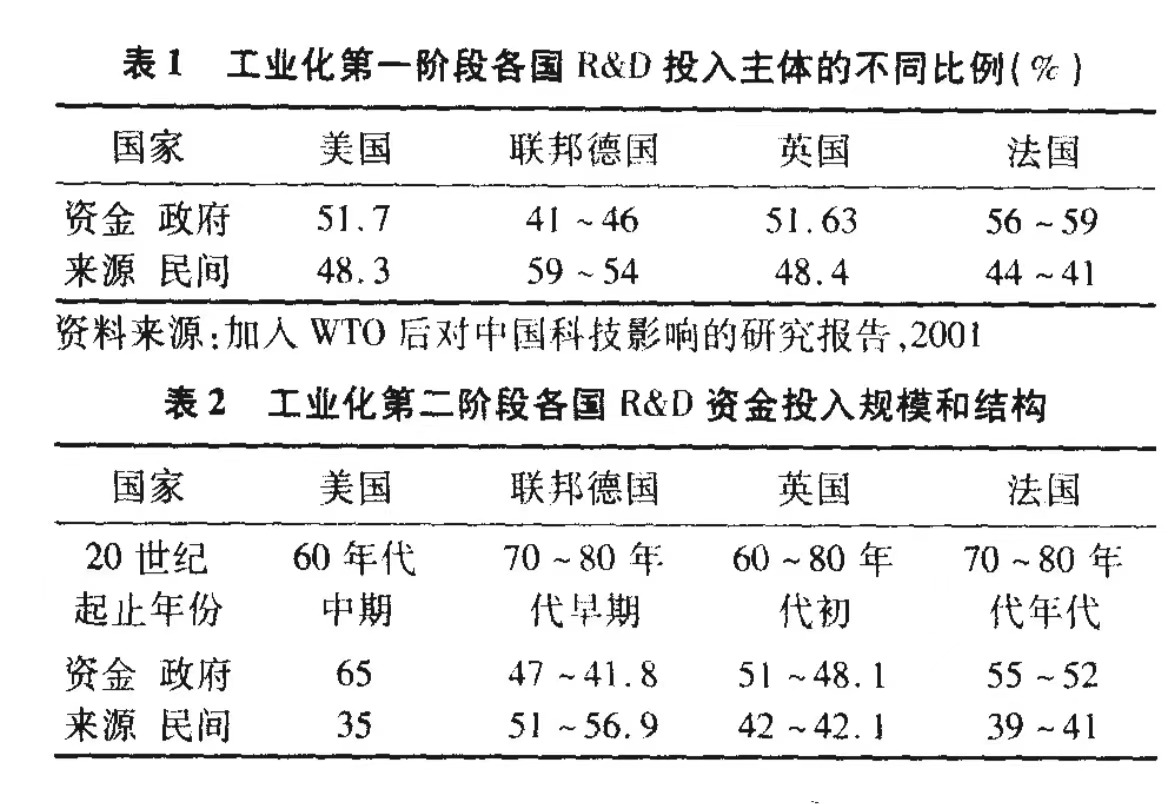 表1 工业化第一阶段各国 R&D 投入主体的不同比例(%)
国家 美国 联邦德国 英国 法国
资金 政府 51.7 41~46 51.63 56~59
来源 民间 48.3 59~54 48.4 44~41
资料来源:加入 WTO 后对中国科技影响的研究报告,2001
表2 工业化第二阶段各国 R&D 资金投入规模和结构
国家 美国 联邦德国 英国 法国
20世纪 60年代 70~80年 60~80年 70~80年
起止年份 中期 代早期 代初 代年代
资金 政府 65 47~41.8 51~48.1 55~52
来源 民间 35 51~56.9 42~42.1 39~41